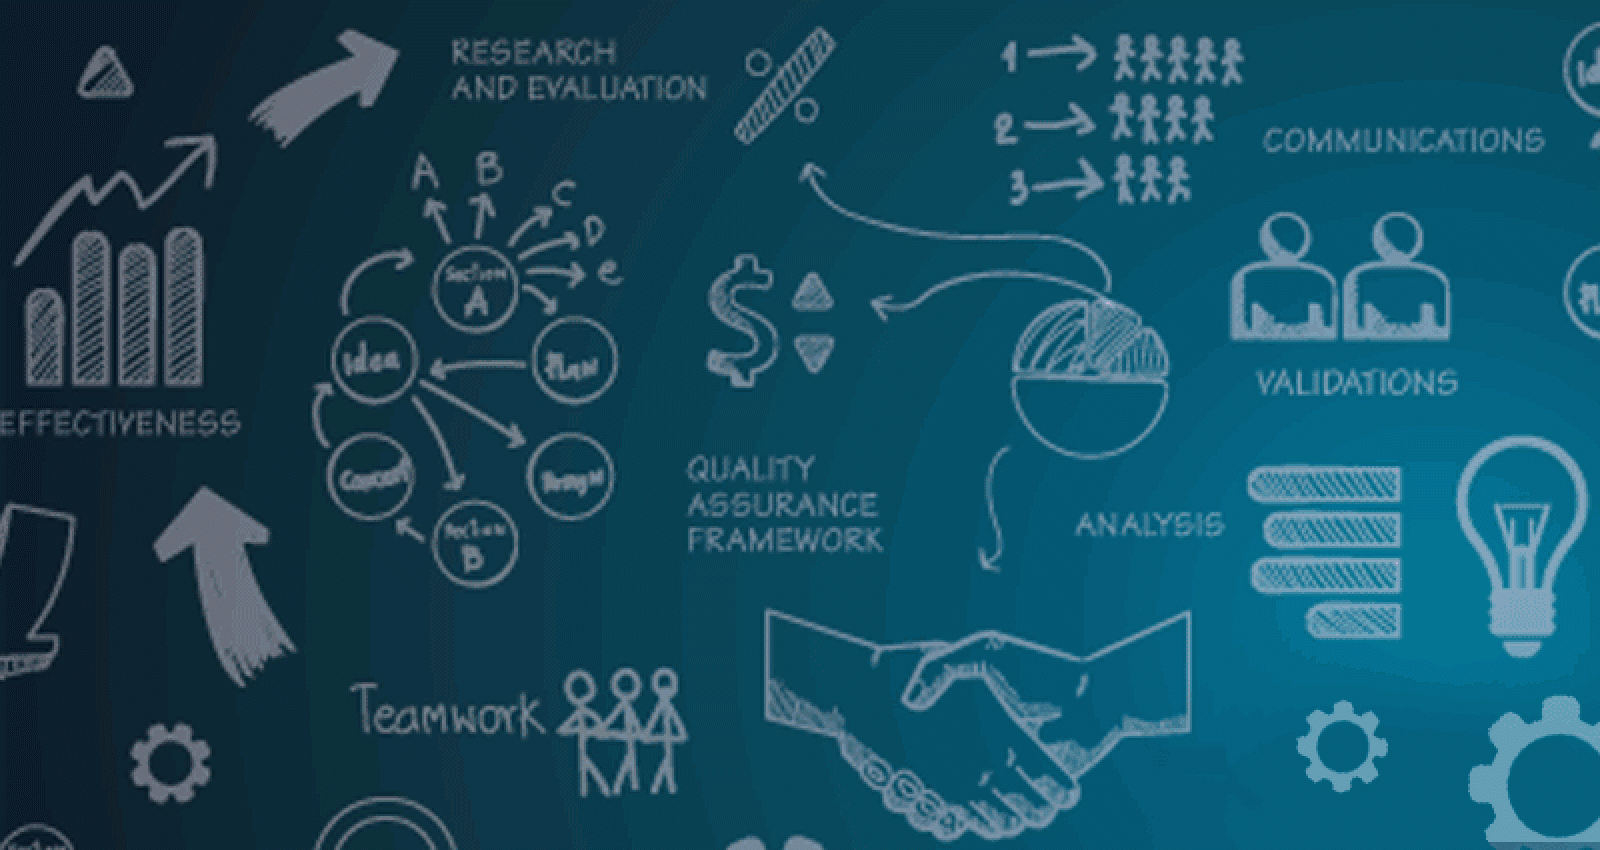 RESEARCH
AND EVALUATION
1
2
3
COMMUNICATIONS
A
B
C
D
e
Section
A
Idea
Plan
EFFECTIVENESS
$
VALIDATIONS
Concept
Section
B
QUALITY
ASSURANCE
FRAMEWORK
ANALYSIS
Teamwork